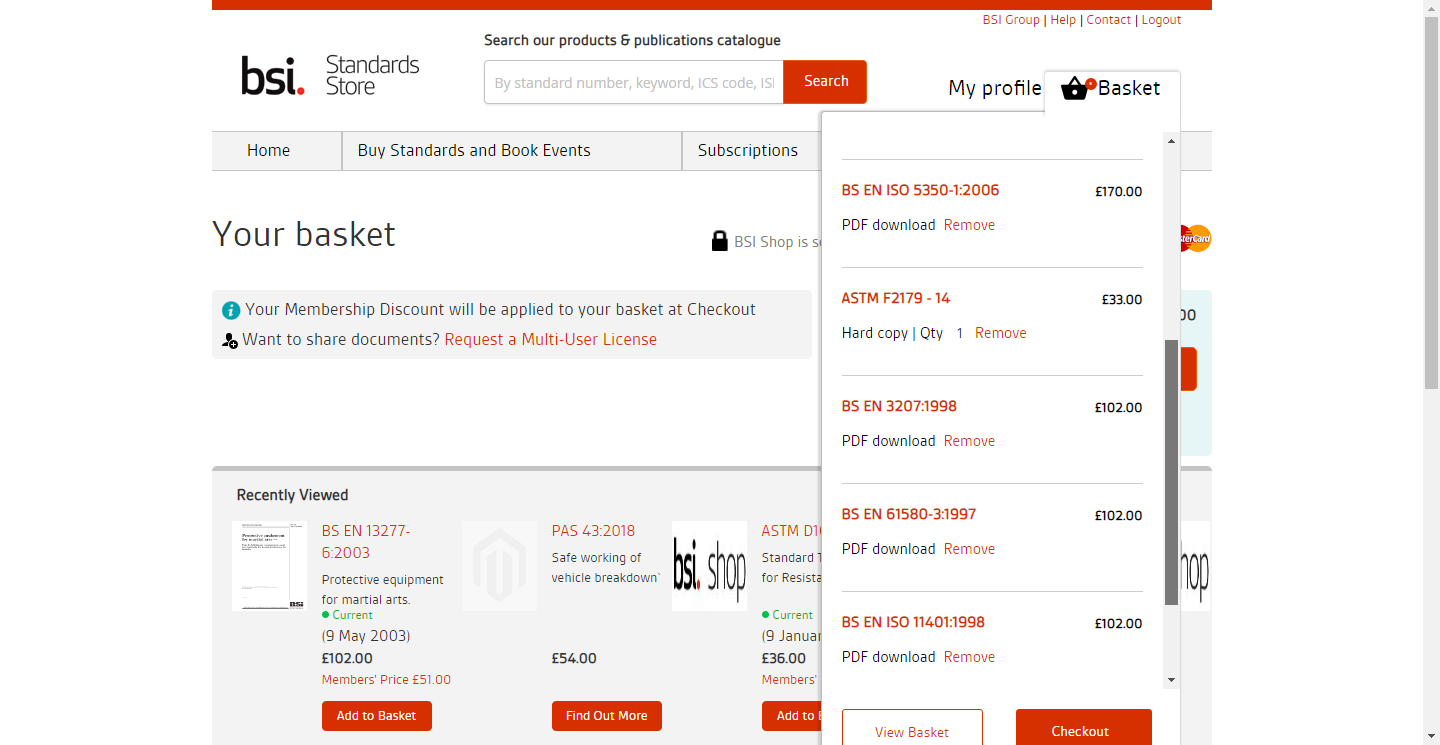 BSI Group | Help | Contact | Logout
Search our products & publications catalogue
bsi. Standards Store
By standard number, keyword, ICS code, ISI
Search
My profile
Basket
Home
Buy Standards and Book Events
Subscriptions
BS EN ISO 5350-1:2006 £170.00
PDF download Remove
ASTM F2179 - 14 £33.00
Hard copy | Qty 1 Remove
BS EN 3207:1998 £102.00
PDF download Remove
BS EN 61580-3:1997 £102.00
PDF download Remove
BS EN ISO 11401:1998 £102.00
PDF download Remove
View Basket
Checkout
Your basket
BSI Shop is s
terCard
Your Membership Discount will be applied to your basket at Checkout
Want to share documents? Request a Multi-User License
00
Recently Viewed
BS EN 13277-
6:2003
Protective equipment
for martial arts.
Current
(9 May 2003)
£102.00
Members' Price £51.00
Add to Basket
PAS 43:2018
Safe working of
vehicle breakdown`
£54.00
Find Out More
bsi. shop
ASTM D1
Standard T
for Resista
Current
(9 Januar
£36.00
Members'
Add to
hop